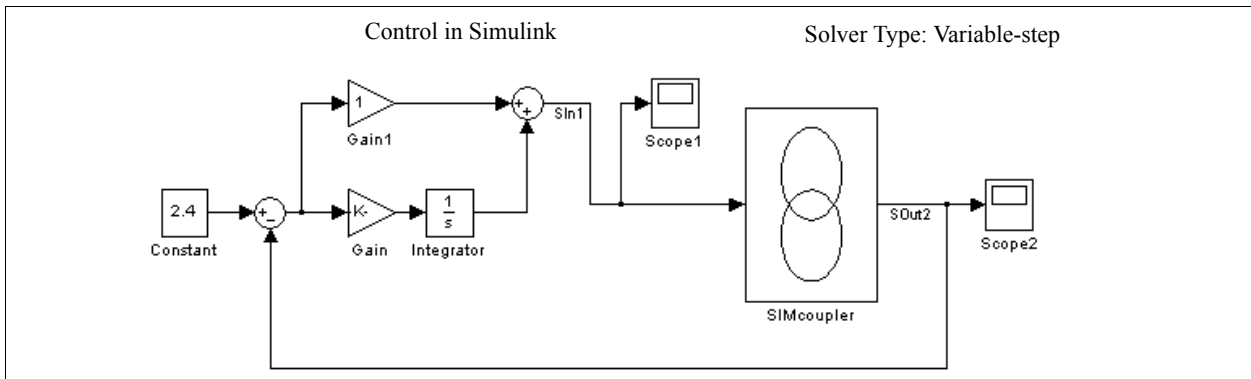 Control in Simulink
Solver Type: Variable-step
1
Gain1
+
+
SIn1
Scope1
2.4
Constant
+
-
-K-
Gain
1
s
Integrator
SIMcoupler
SOut2
Scope2